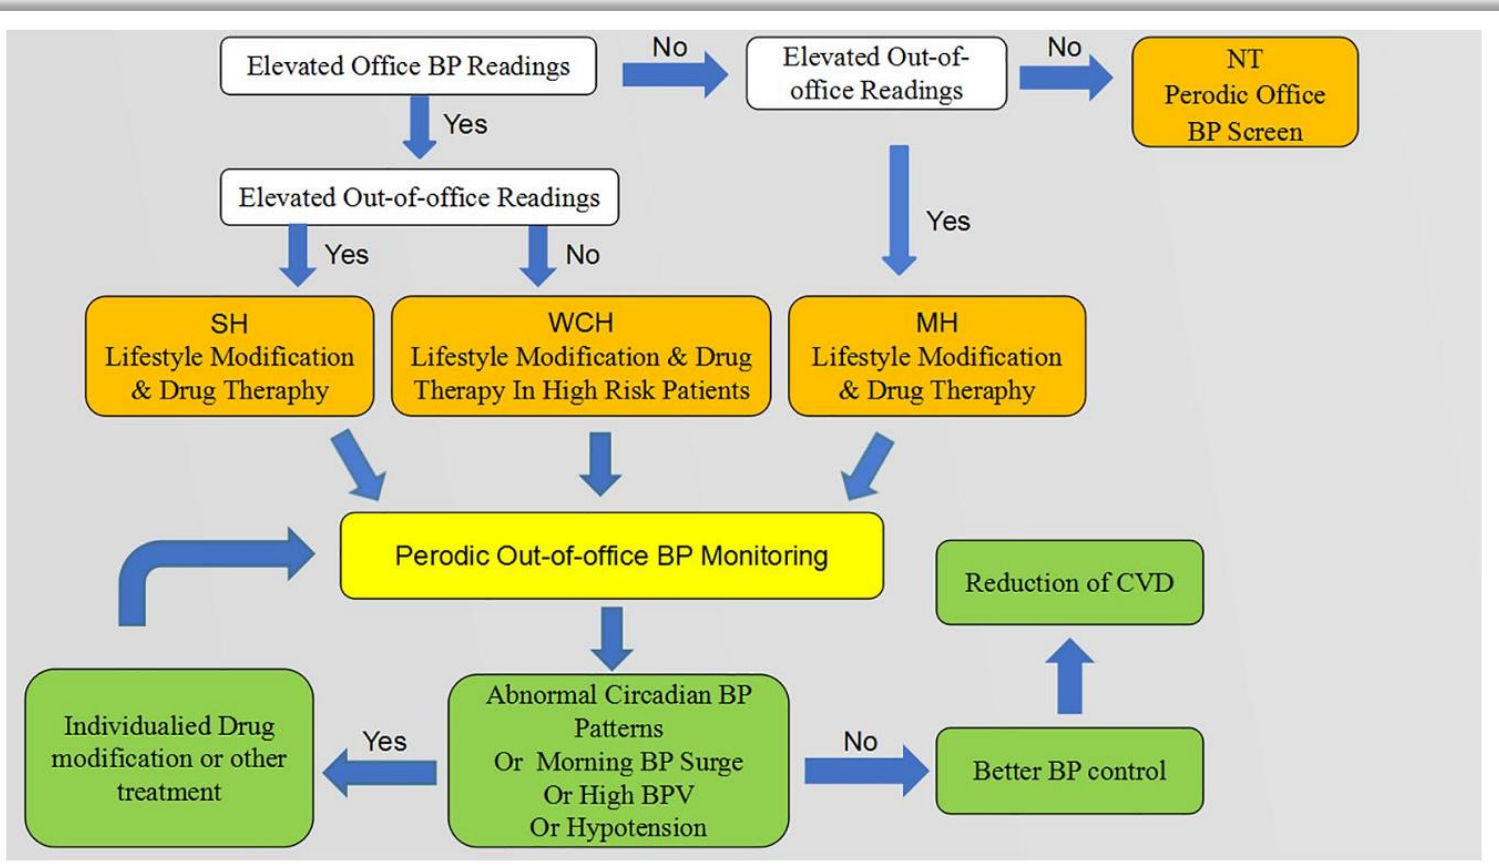 Elevated Office BP Readings
No
Elevated Out-of-
office Readings
No
NT
Perodic Office
BP Screen
Yes
Elevated Out-of-office Readings
Yes
Yes
No
SH
Lifestyle Modification
& Drug Theraphy
WCH
Lifestyle Modification & Drug
Therapy In High Risk Patients
MH
Lifestyle Modification
& Drug Theraphy
Perodic Out-of-office BP Monitoring
Reduction of CVD
Individualied Drug
modification or other
treatment
Yes
Abnormal Circadian BP
Patterns
Or Morning BP Surge
Or High BPV
Or Hypotension
No
Better BP control